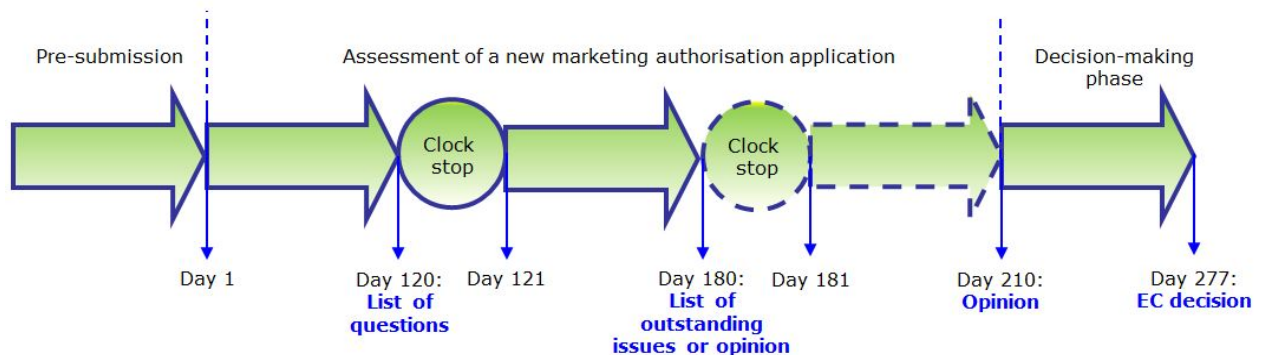 Pre-submission
Assessment of a new marketing authorisation application
Decision-making
phase
Clock
stop
Clock
stop
Day 1
Day 120:
List of
questions
Day 121
Day 180:
List of
outstanding
issues or opinion
Day 181
Day 210:
Opinion
Day 277:
EC decision